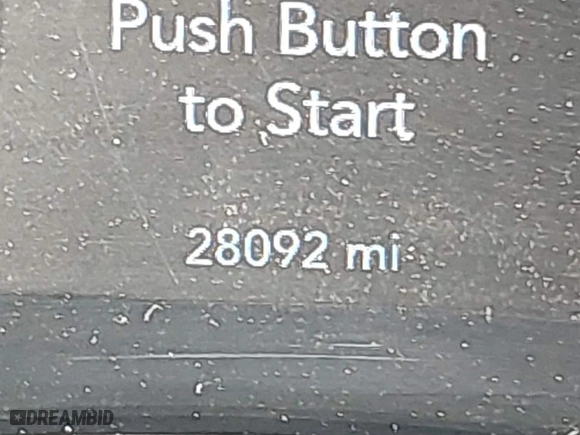 Push Button
to Start
28092 mi
DREAMBID